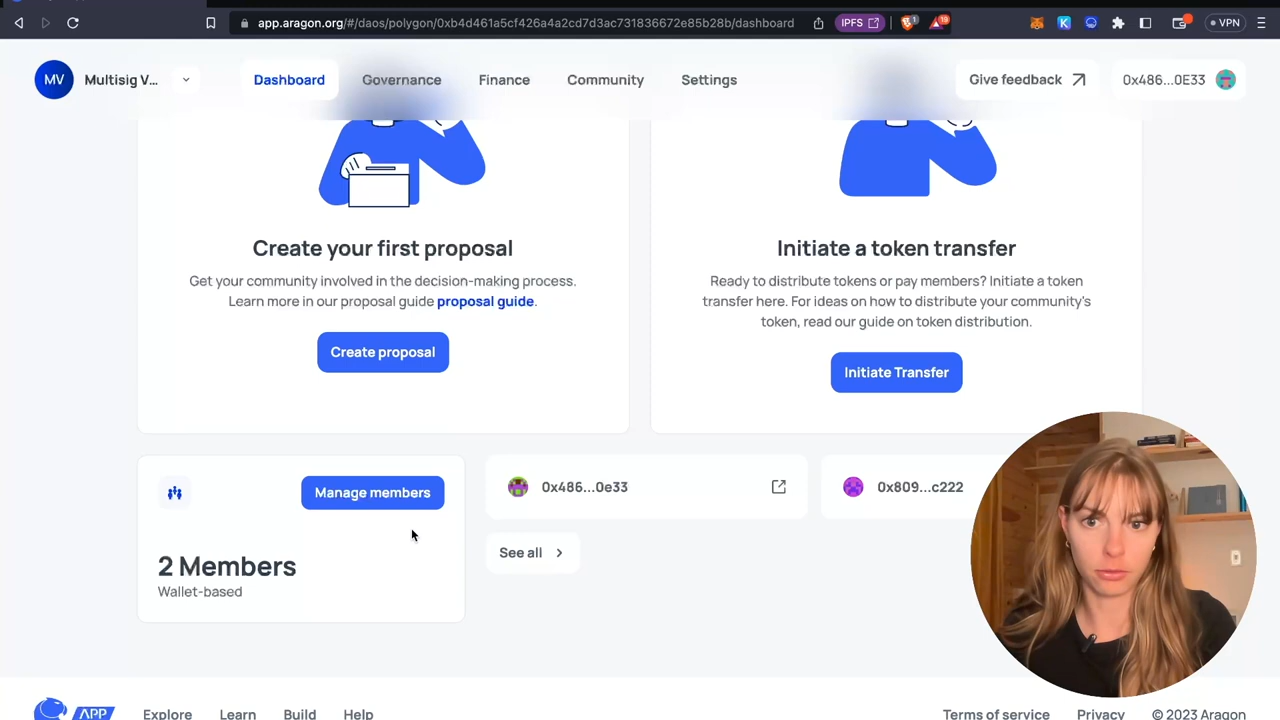 app.aragon.org/#/daos/polygon/0xb4d461a5cf426a4a2cd7d3ac731836672e85b28b/dashboard
IPFS
1
19
K
VPN
MV
Multisig V...
Dashboard
Governance
Finance
Community
Settings
Give feedback
0x486...0E33
Create your first proposal
Get your community involved in the decision-making process.
Learn more in our proposal guide proposal guide.
Create proposal
Initiate a token transfer
Ready to distribute tokens or pay members? Initiate a token
transfer here. For ideas on how to distribute your community's
token, read our guide on token distribution.
Initiate Transfer
Manage members
2 Members
Wallet-based
0x486...0e33
0x809...c222
See all
APP
Explore
Learn
Build
Help
Terms of service
Privacy
© 2023 Aragon